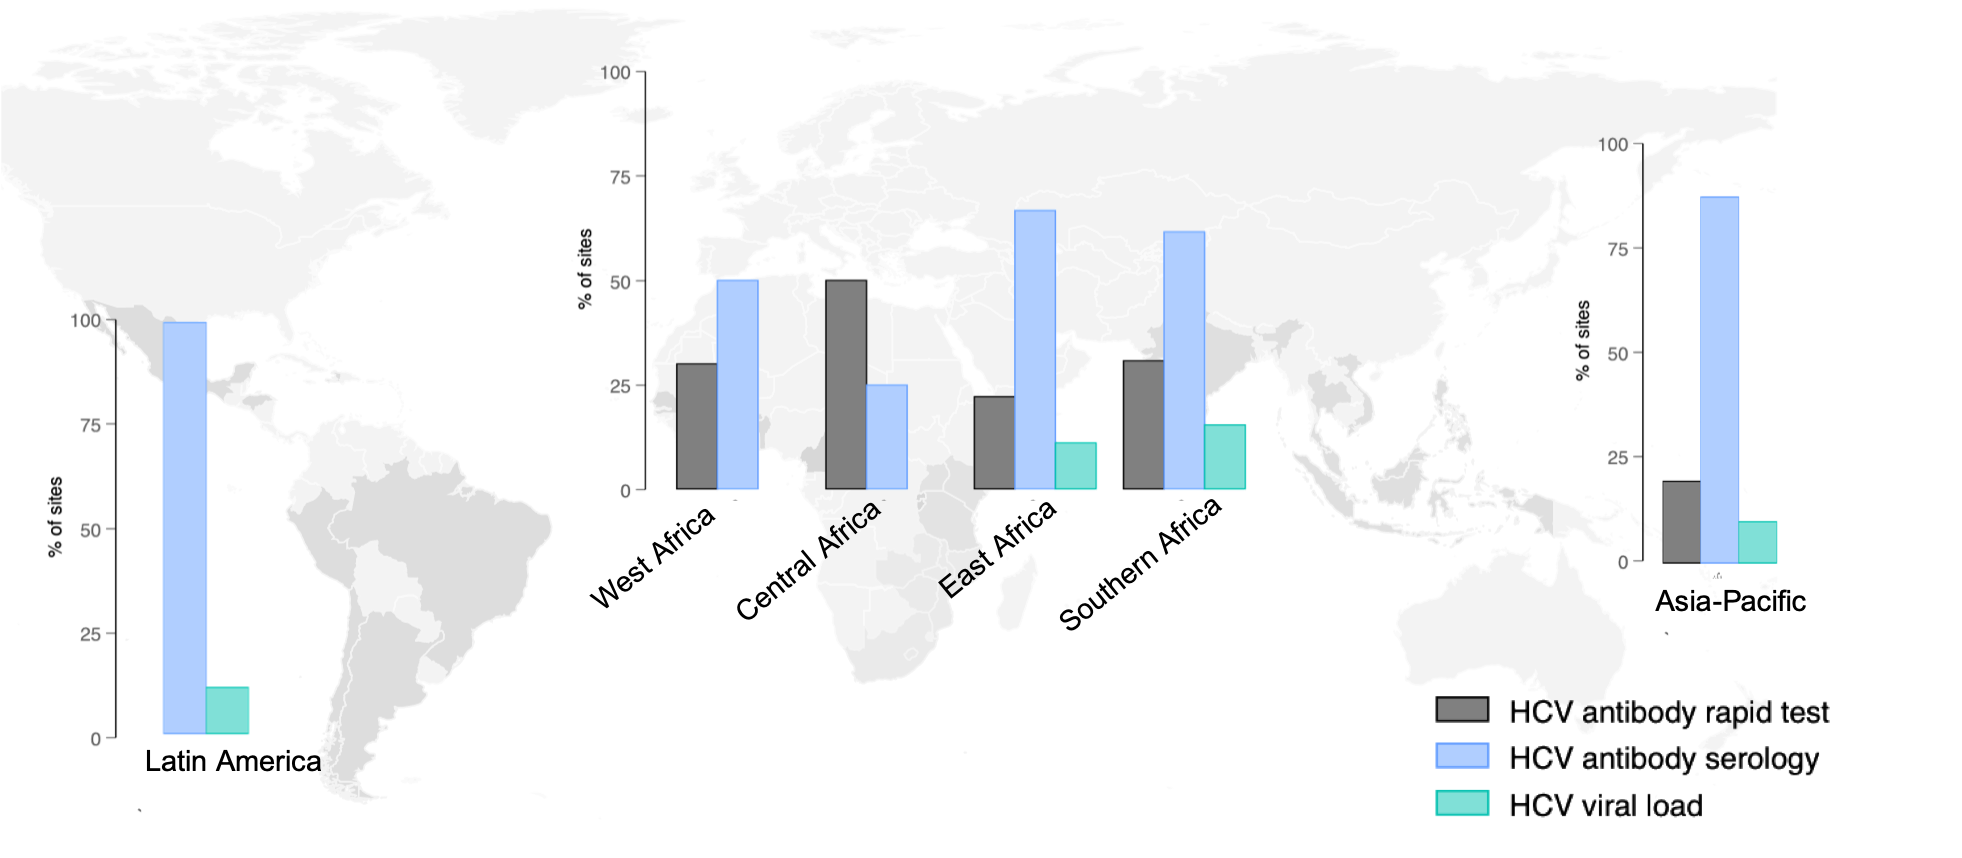 100
75
50
25
0
% of sites
Latin America
100
75
50
25
0
% of sites
West Africa
Central Africa
East Africa
Southern Africa
100
75
50
25
0
% of sites
Asia-Pacific
HCV antibody rapid test
HCV antibody serology
HCV viral load